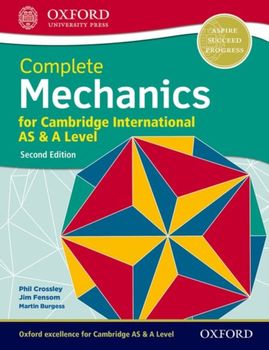 OXFORD
UNIVERSITY PRESS
ASPIRE
SUCCEED
PROGRESS
Complete
Mechanics
for Cambridge International
AS & A Level
Second Edition
Phil Crossley
Jim Fensom
Martin Burgess
Oxford excellence for Cambridge AS & A Level
OXFORD